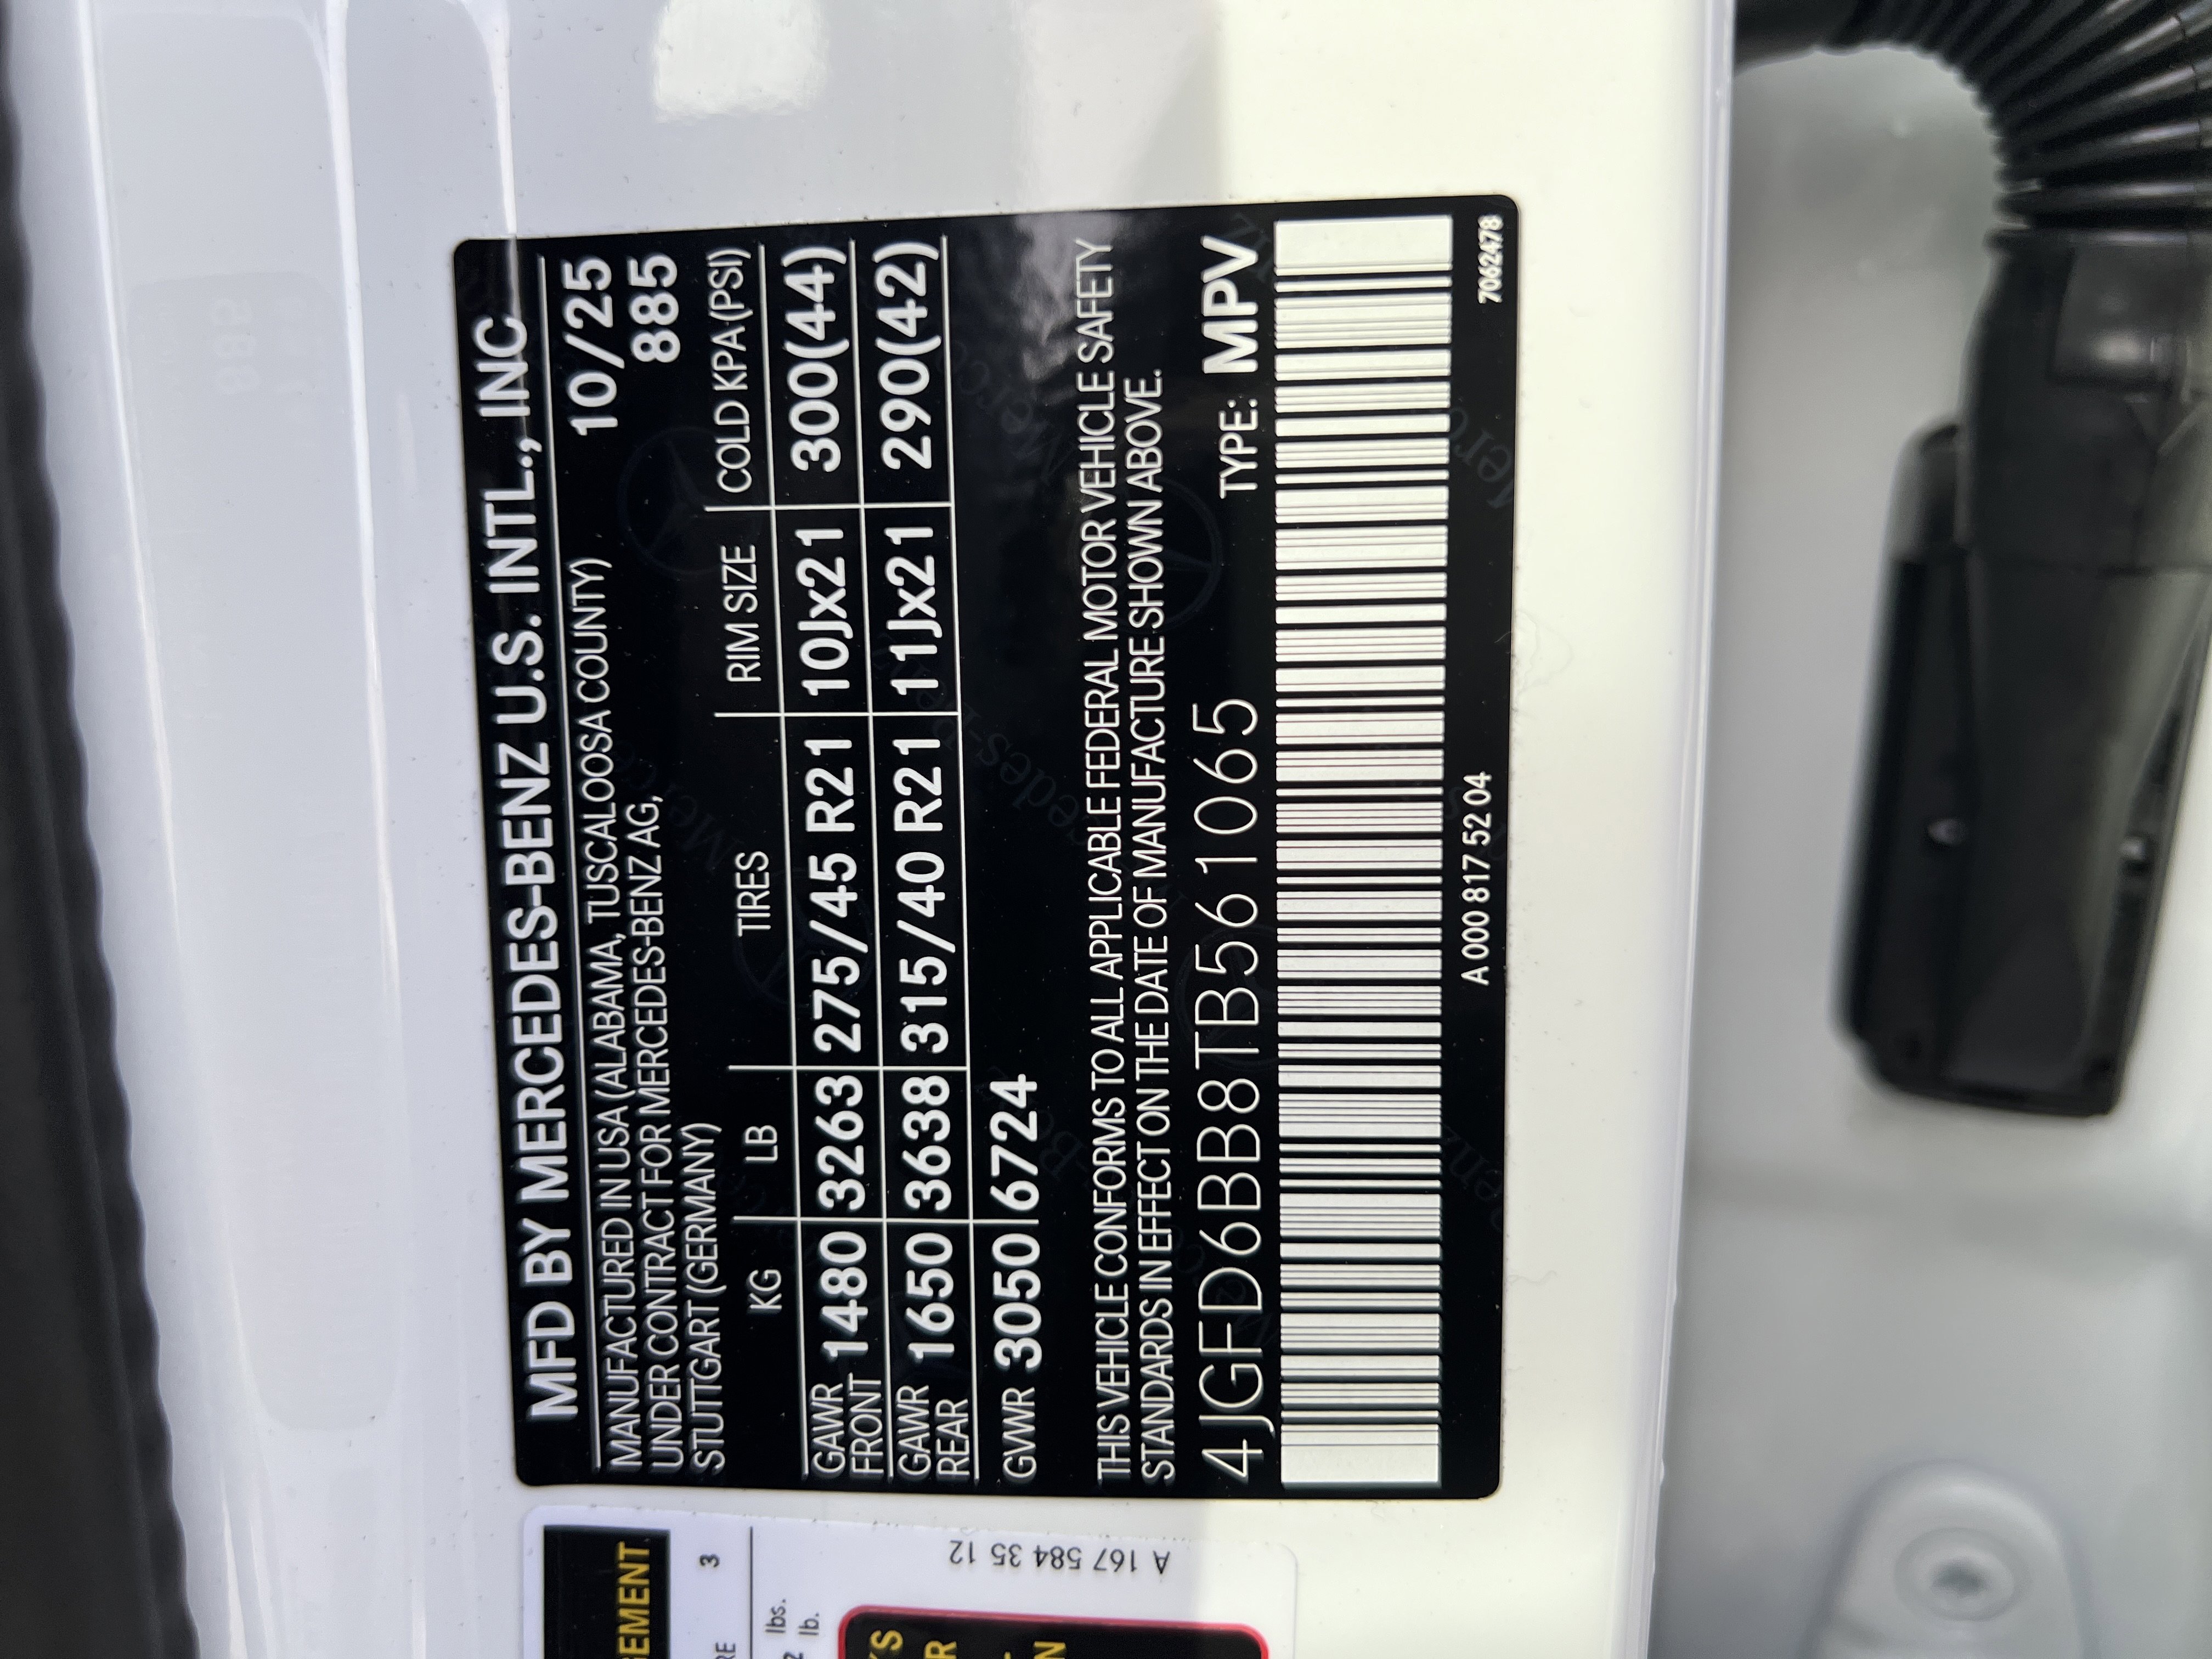 MFD BY MERCEDES-BENZ U.S. INTL., INC
MANUFACTURED IN USA (ALABAMA, TUSCALOOSA COUNTY) 10/25
UNDER CONTRACT FOR MERCEDES-BENZ AG, 885
STUTTGART (GERMANY)
KG LB TIRES RIM SIZE COLD KPA (PSI)
GAWR FRONT 1480 3263 275/45 R21 10Jx21 300(44)
GAWR REAR 1650 3638 315/40 R21 11Jx21 290(42)
GVWR 3050 6724
THIS VEHICLE CONFORMS TO ALL APPLICABLE FEDERAL MOTOR VEHICLE SAFETY
STANDARDS IN EFFECT ON THE DATE OF MANUFACTURE SHOWN ABOVE.
4JGFD6BB8TB561065 TYPE: MPV
A 000 817 52 04
7062478
3
lbs.
lb.
A 167 584 35 12